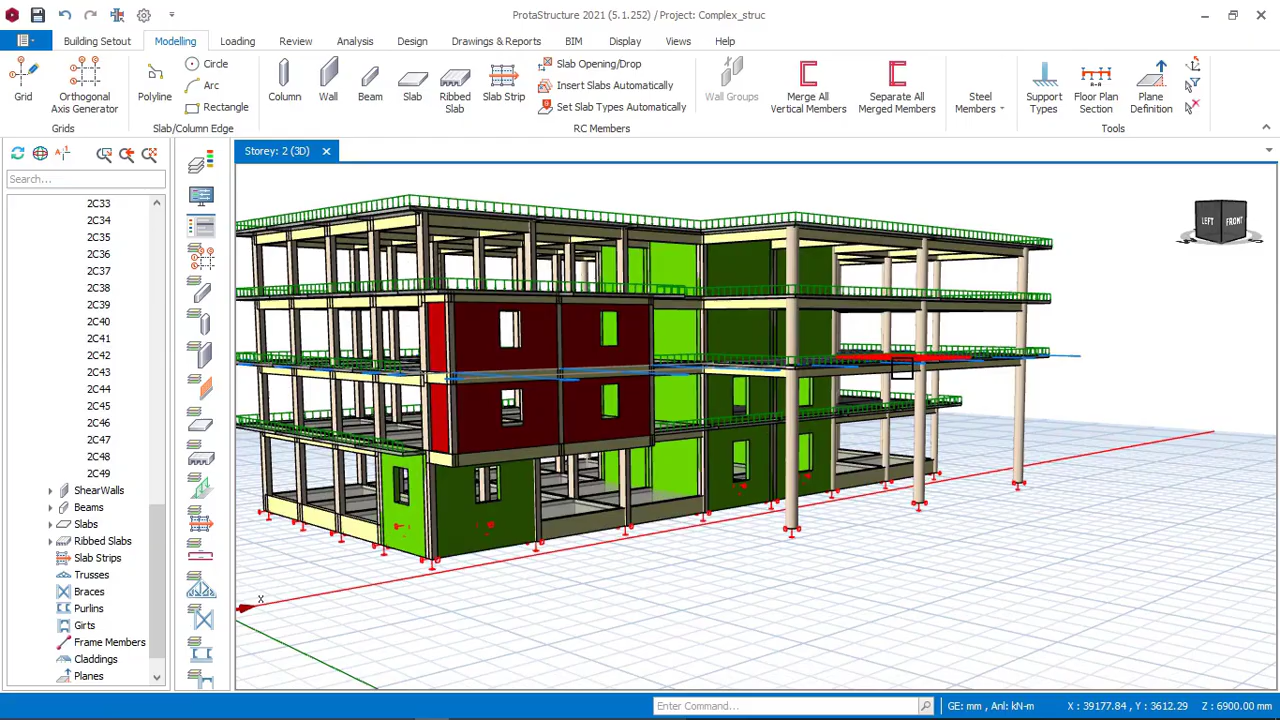 ProtaStructure 2021 (5.1.252) / Project: Complex_struc
Building Setout
Modelling
Loading
Review
Analysis
Design
Drawings & Reports
BIM
Display
Views
Help
Grid
Orthogonal
Axis Generator
Grids
Polyline
Circle
Arc
Rectangle
Slab/Column Edge
Column
Wall
Beam
Slab
Ribbed
Slab
Slab Strip
Slab Opening/Drop
Insert Slabs Automatically
Set Slab Types Automatically
RC Members
Wall Groups
Merge All
Vertical Members
Separate All
Merged Members
Steel
Members
Support
Types
Floor Plan
Section
Plane
Definition
Tools
Search...
2C33
2C34
2C35
2C36
2C37
2C38
2C39
2C40
2C41
2C42
2C43
2C44
2C45
2C46
2C47
2C48
2C49
ShearWalls
Beams
Slabs
Ribbed Slabs
Slab Strips
Trusses
Braces
Purlins
Girts
Frame Members
Claddings
Planes
Storey: 2 (3D)
LEFT
FRONT
X
Enter Command...
GE: mm, Anl: kN-m
X : 39177.84 , Y : 3612.29
Z : 6900.00 mm